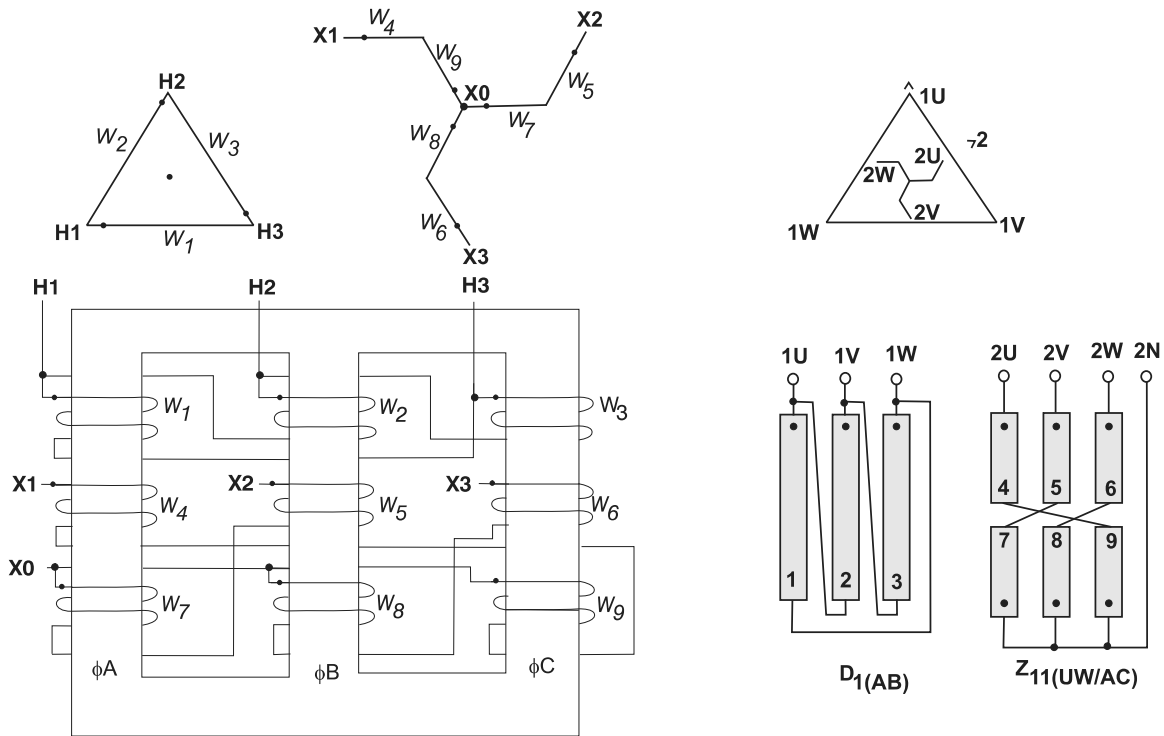 W4
X1
X2
W9
H2
X0
W5
W2
W3
W7
W8
H1
W1
H3
W6
X3
^
1U
¬2
2U
2W
2V
1W
1V
H1
H2
H3
W1
W2
W3
X1
X2
X3
W4
W5
W6
X0
W7
W8
W9
ϕA
ϕB
ϕC
1U 1V 1W
1 2 3
D1(AB)
2U 2V 2W 2N
4 5 6
7 8 9
Z11(UW/AC)